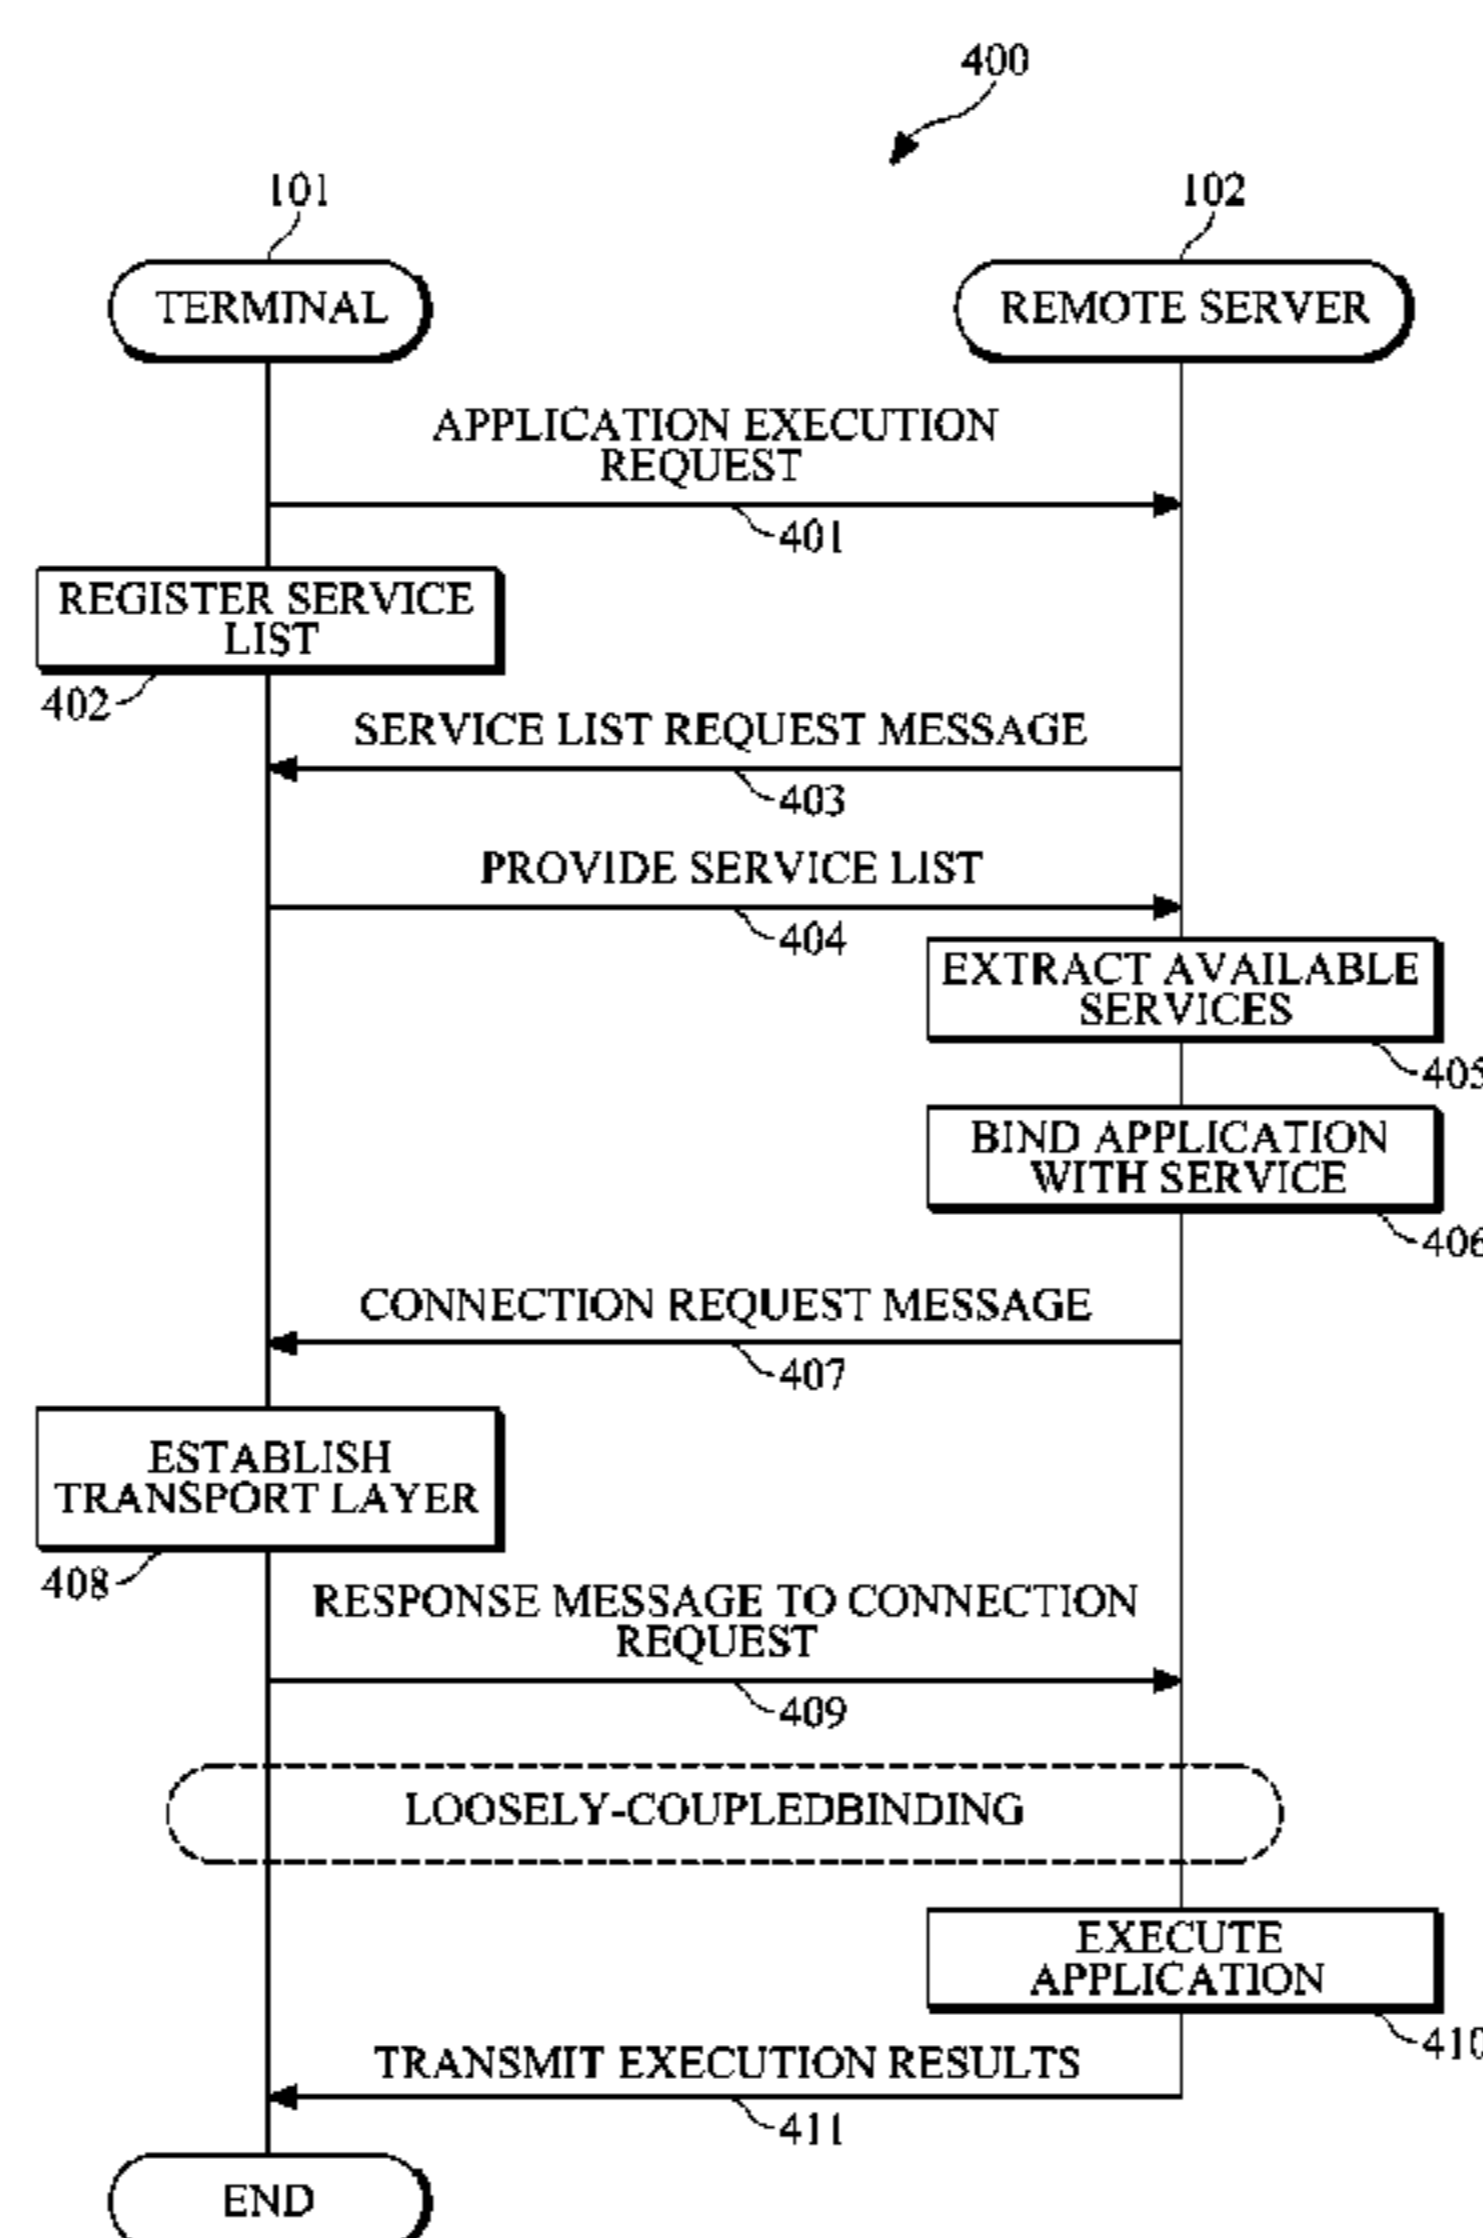 400
101
102
TERMINAL
REMOTE SERVER
APPLICATION EXECUTION
REQUEST
401
REGISTER SERVICE
LIST
402
SERVICE LIST REQUEST MESSAGE
403
PROVIDE SERVICE LIST
404
EXTRACT AVAILABLE
SERVICES
405
BIND APPLICATION
WITH SERVICE
406
CONNECTION REQUEST MESSAGE
407
ESTABLISH
TRANSPORT LAYER
408
RESPONSE MESSAGE TO CONNECTION
REQUEST
409
LOOSELY-COUPLEDBINDING
EXECUTE
APPLICATION
410
TRANSMIT EXECUTION RESULTS
411
END